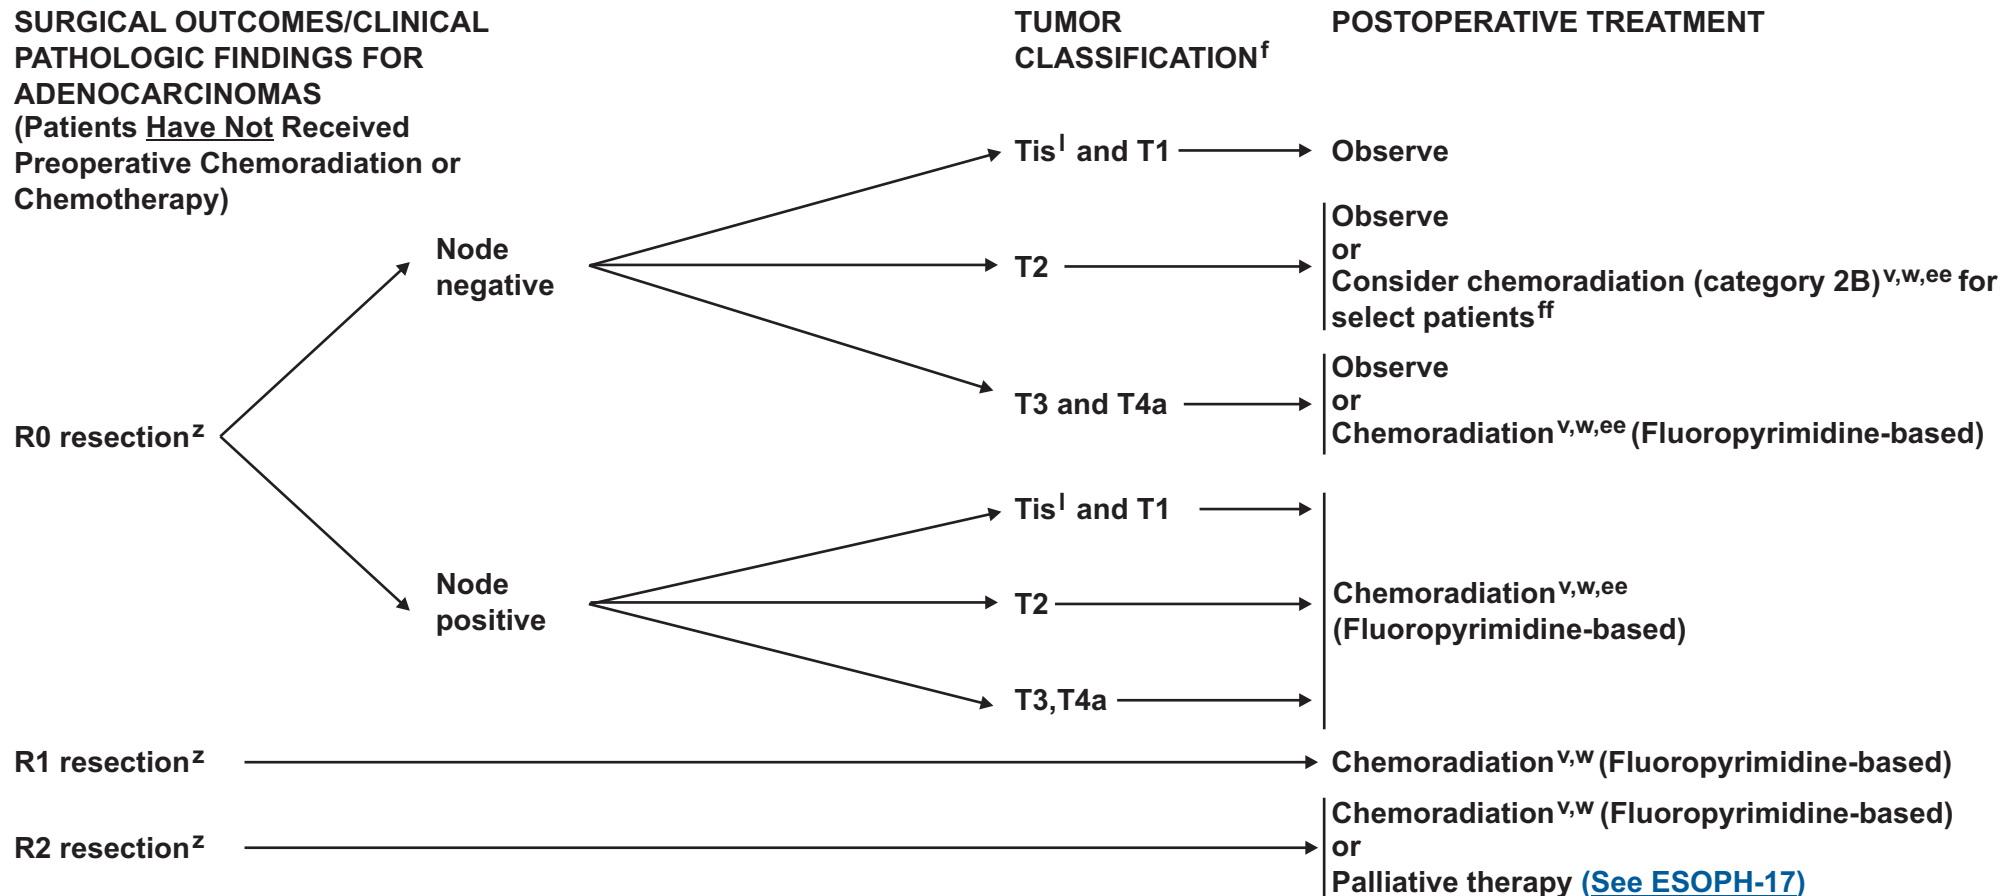 SURGICAL OUTCOMES/CLINICAL
PATHOLOGIC FINDINGS FOR
ADENOCARCINOMAS
(Patients Have Not Received
Preoperative Chemoradiation or
Chemotherapy)
TUMOR
CLASSIFICATIONf
POSTOPERATIVE TREATMENT
R0 resectionz
Node
negative
Tisl and T1
Observe
T2
Observe
or
Consider chemoradiation (category 2B)v,w,ee for
select patientsff
T3 and T4a
Observe
or
Chemoradiationv,w,ee (Fluoropyrimidine-based)
Node
positive
Tisl and T1
T2
T3,T4a
Chemoradiationv,w,ee
(Fluoropyrimidine-based)
R1 resectionz
Chemoradiationv,w (Fluoropyrimidine-based)
R2 resectionz
Chemoradiationv,w (Fluoropyrimidine-based)
or
Palliative therapy (See ESOPH-17)